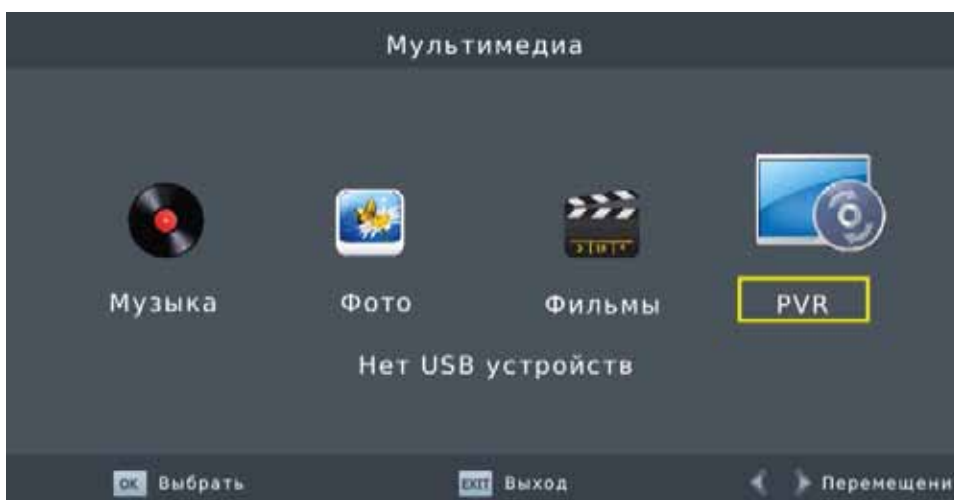 Мультимедиа
Музыка Фото Фильмы PVR
Нет USB устройств
OK Выбрать EXIT Выход Перемещени